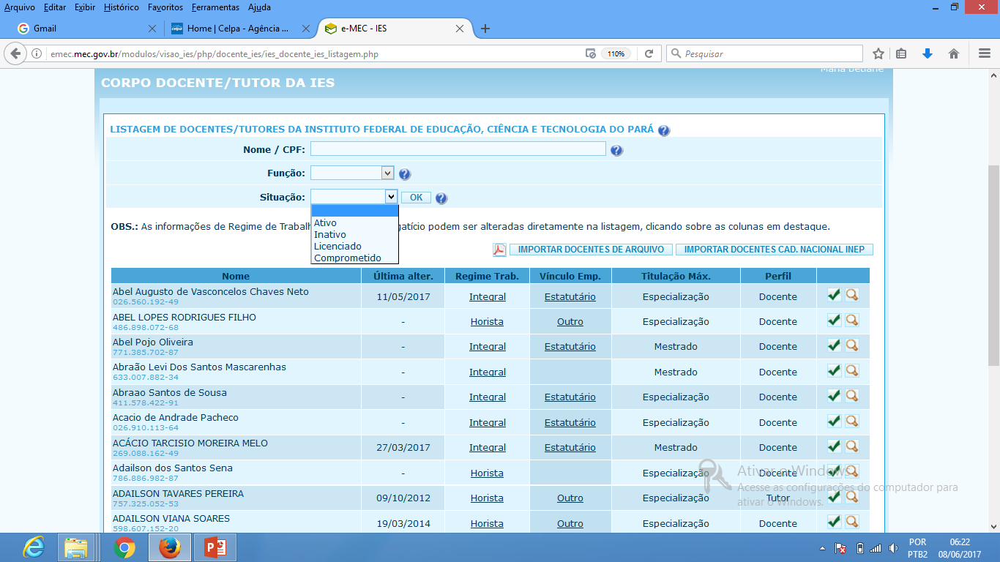 Arquivo Editar Exibir Histórico Favoritos Ferramentas Ajuda
Gmail
Home | Celpa - Agência ...
e-MEC - IES
emec.mec.gov.br/modulos/visao_ies/php/docente_ies/ies_docente_ies_listagem.php
110%
Pesquisar
Maria Betiane
CORPO DOCENTE/TUTOR DA IES
LISTAGEM DE DOCENTES/TUTORES DA INSTITUTO FEDERAL DE EDUCAÇÃO, CIÊNCIA E TECNOLOGIA DO PARÁ
Nome / CPF:
Função:
Situação: OK
Ativo
Inativo
Licenciado
Comprometido
OBS.: As informações de Regime de Trabalh gatício podem ser alteradas diretamente na listagem, clicando sobre as colunas em destaque.
IMPORTAR DOCENTES DE ARQUIVO IMPORTAR DOCENTES CAD. NACIONAL INEP
Nome Última alter. Regime Trab. Vínculo Emp. Titulação Máx. Perfil
Abel Augusto de Vasconcelos Chaves Neto 11/05/2017 Integral Estatutário Especialização Docente
026.560.192-49
ABEL LOPES RODRIGUES FILHO - Horista Outro Especialização Docente
486.898.072-68
Abel Pojo Oliveira - Integral Estatutário Mestrado Docente
771.385.702-87
Abraão Levi Dos Santos Mascarenhas - Integral Mestrado Docente
633.007.882-34
Abraao Santos de Sousa - Integral Estatutário Especialização Docente
411.578.422-91
Acacio de Andrade Pacheco - Integral Estatutário Especialização Docente
026.910.113-64
ACÁCIO TARCISIO MOREIRA MELO 27/03/2017 Integral Estatutário Mestrado Docente
269.088.162-49
Adailson dos Santos Sena - Horista Especialização Docente
786.886.982-87
ADAILSON TAVARES PEREIRA 09/10/2012 Horista Outro Especialização Tutor
757.325.052-53
ADAILSON VIANA SOARES 19/03/2014 Horista Outro Especialização Docente
598.607.152-20
Ativar o Windows
Acesse as configurações do computador para
ativar o Windows.
POR
PTB2
06:22
08/06/2017